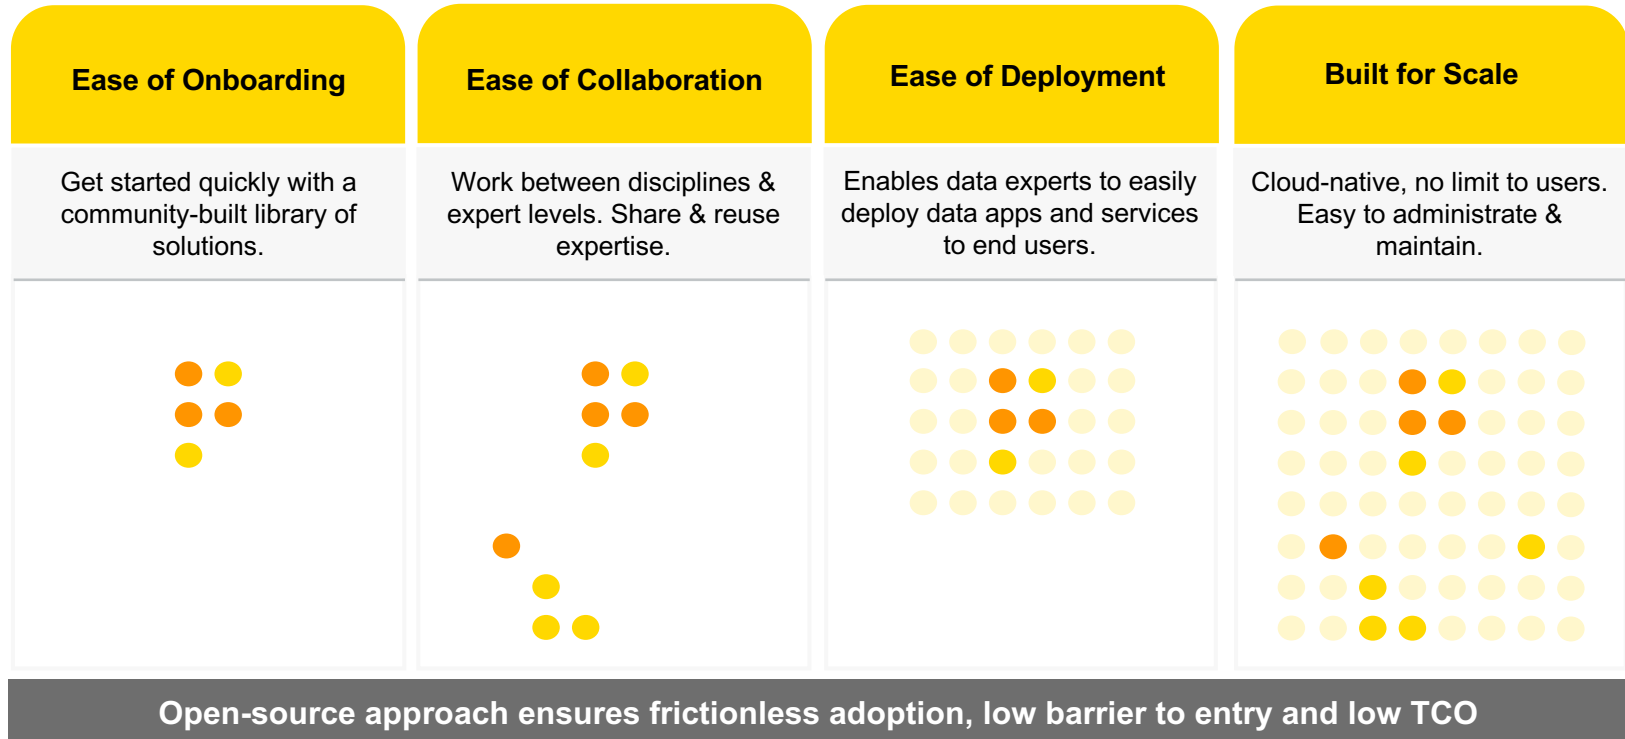 Ease of Onboarding
Get started quickly with a
community-built library of
solutions.
Ease of Collaboration
Work between disciplines &
expert levels. Share & reuse
expertise.
Ease of Deployment
Enables data experts to easily
deploy data apps and services
to end users.
Built for Scale
Cloud-native, no limit to users.
Easy to administrate &
maintain.
Open-source approach ensures frictionless adoption, low barrier to entry and low TCO